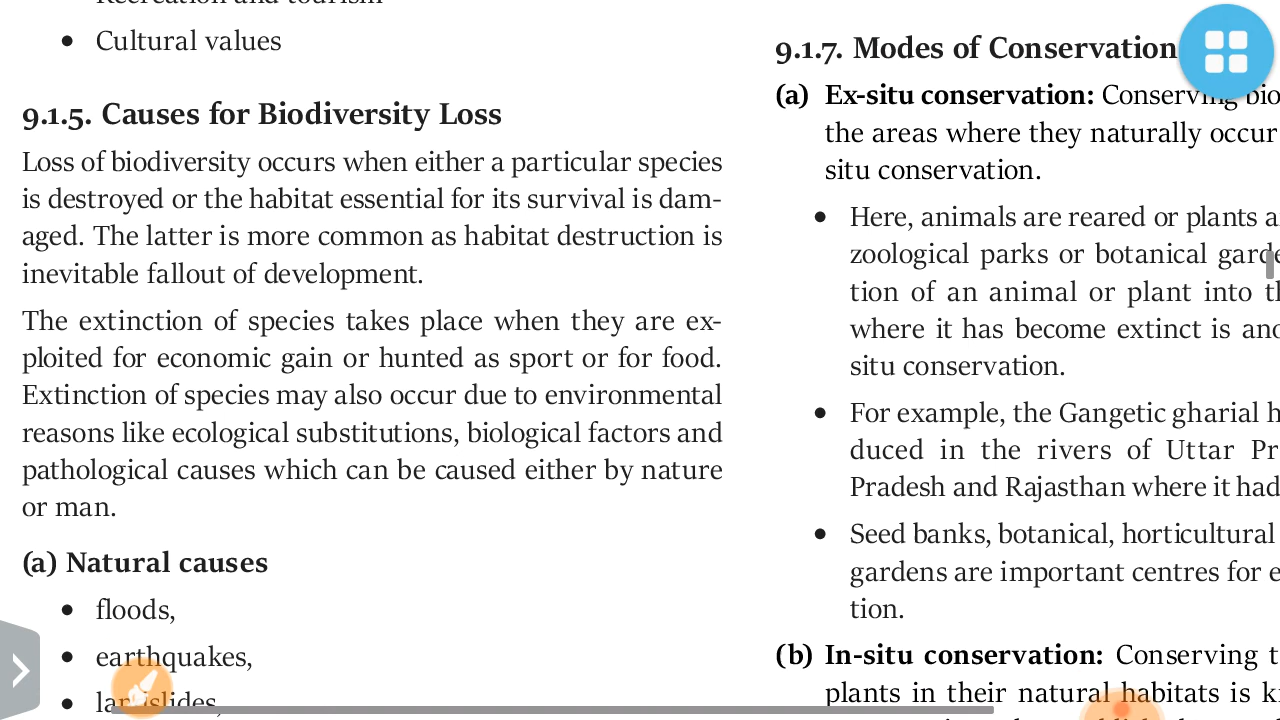 Recreation and tourism
• Cultural values
9.1.5. Causes for Biodiversity Loss
Loss of biodiversity occurs when either a particular species
is destroyed or the habitat essential for its survival is dam-
aged. The latter is more common as habitat destruction is
inevitable fallout of development.
The extinction of species takes place when they are ex-
ploited for economic gain or hunted as sport or for food.
Extinction of species may also occur due to environmental
reasons like ecological substitutions, biological factors and
pathological causes which can be caused either by nature
or man.
(a) Natural causes
• floods,
• earthquakes,
• landslides,
9.1.7. Modes of Conservation
(a) Ex-situ conservation: Conserving bio
the areas where they naturally occur
situ conservation.
• Here, animals are reared or plants a
zoological parks or botanical garde
tion of an animal or plant into th
where it has become extinct is ano
situ conservation.
• For example, the Gangetic gharial h
duced in the rivers of Uttar Pr
Pradesh and Rajasthan where it had
• Seed banks, botanical, horticultural
gardens are important centres for e
tion.
(b) In-situ conservation: Conserving t
plants in their natural habitats is k